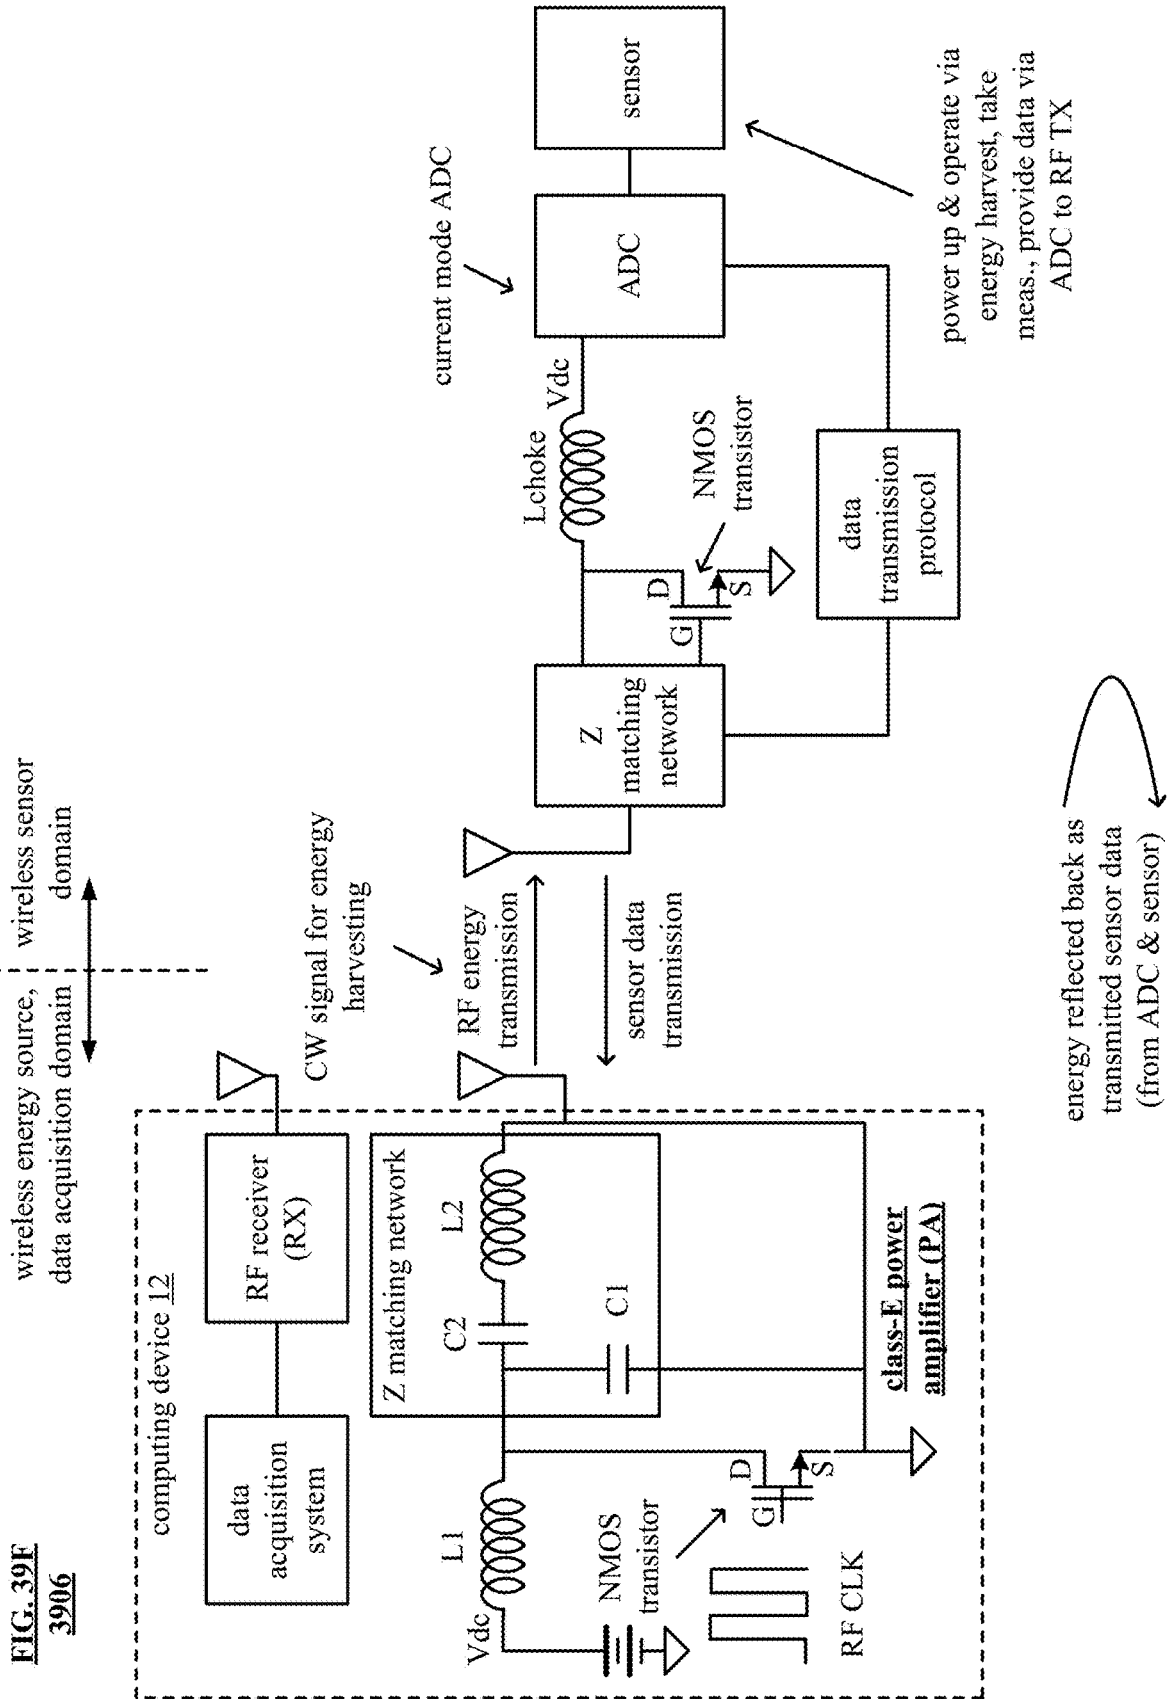 FIG. 39F
3906
wireless energy source,
data acquisition domain
wireless sensor
domain
computing device 12
data
acquisition
system
RF receiver
(RX)
CW signal for energy
harvesting
Vdc
L1
Z matching network
C2
L2
C1
NMOS
transistor
D
G
S
RF CLK
class-E power
amplifier (PA)
RF energy
transmission
sensor data
transmission
Z
matching
network
D
G
S
Lchoke
Vdc
NMOS
transistor
current mode ADC
ADC
sensor
data
transmission
protocol
power up & operate via
energy harvest, take
meas., provide data via
ADC to RF TX
energy reflected back as
transmitted sensor data
(from ADC & sensor)